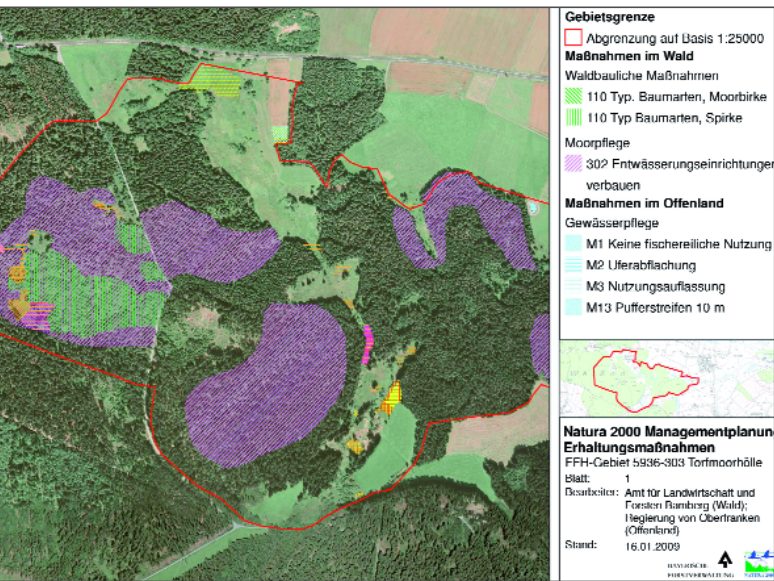 Gebietsgrenze
Abgrenzung auf Basis 1:25000
Maßnahmen im Wald
Waldbauliche Maßnahmen
110 Typ. Baumarten, Moorbirke
110 Typ Baumarten, Spirke
Moorpflege
302 Entwässerungseinrichtungen
verbauen
Maßnahmen im Offenland
Gewässerpflege
M1 Keine fischereiliche Nutzung
M2 Uferabflachung
M3 Nutzungsauflassung
M13 Pufferstreifen 10 m
Natura 2000 Managementplanung
Erhaltungsmaßnahmen
FFH-Gebiet 5936-303 Torfmoorhölle
Blatt: 1
Bearbeiter: Amt für Landwirtschaft und
Forsten Bamberg (Wald);
Regierung von Oberfranken
(Offenland)
Stand: 16.01.2009
BAYERISCHE
FORSTVERWALTUNG